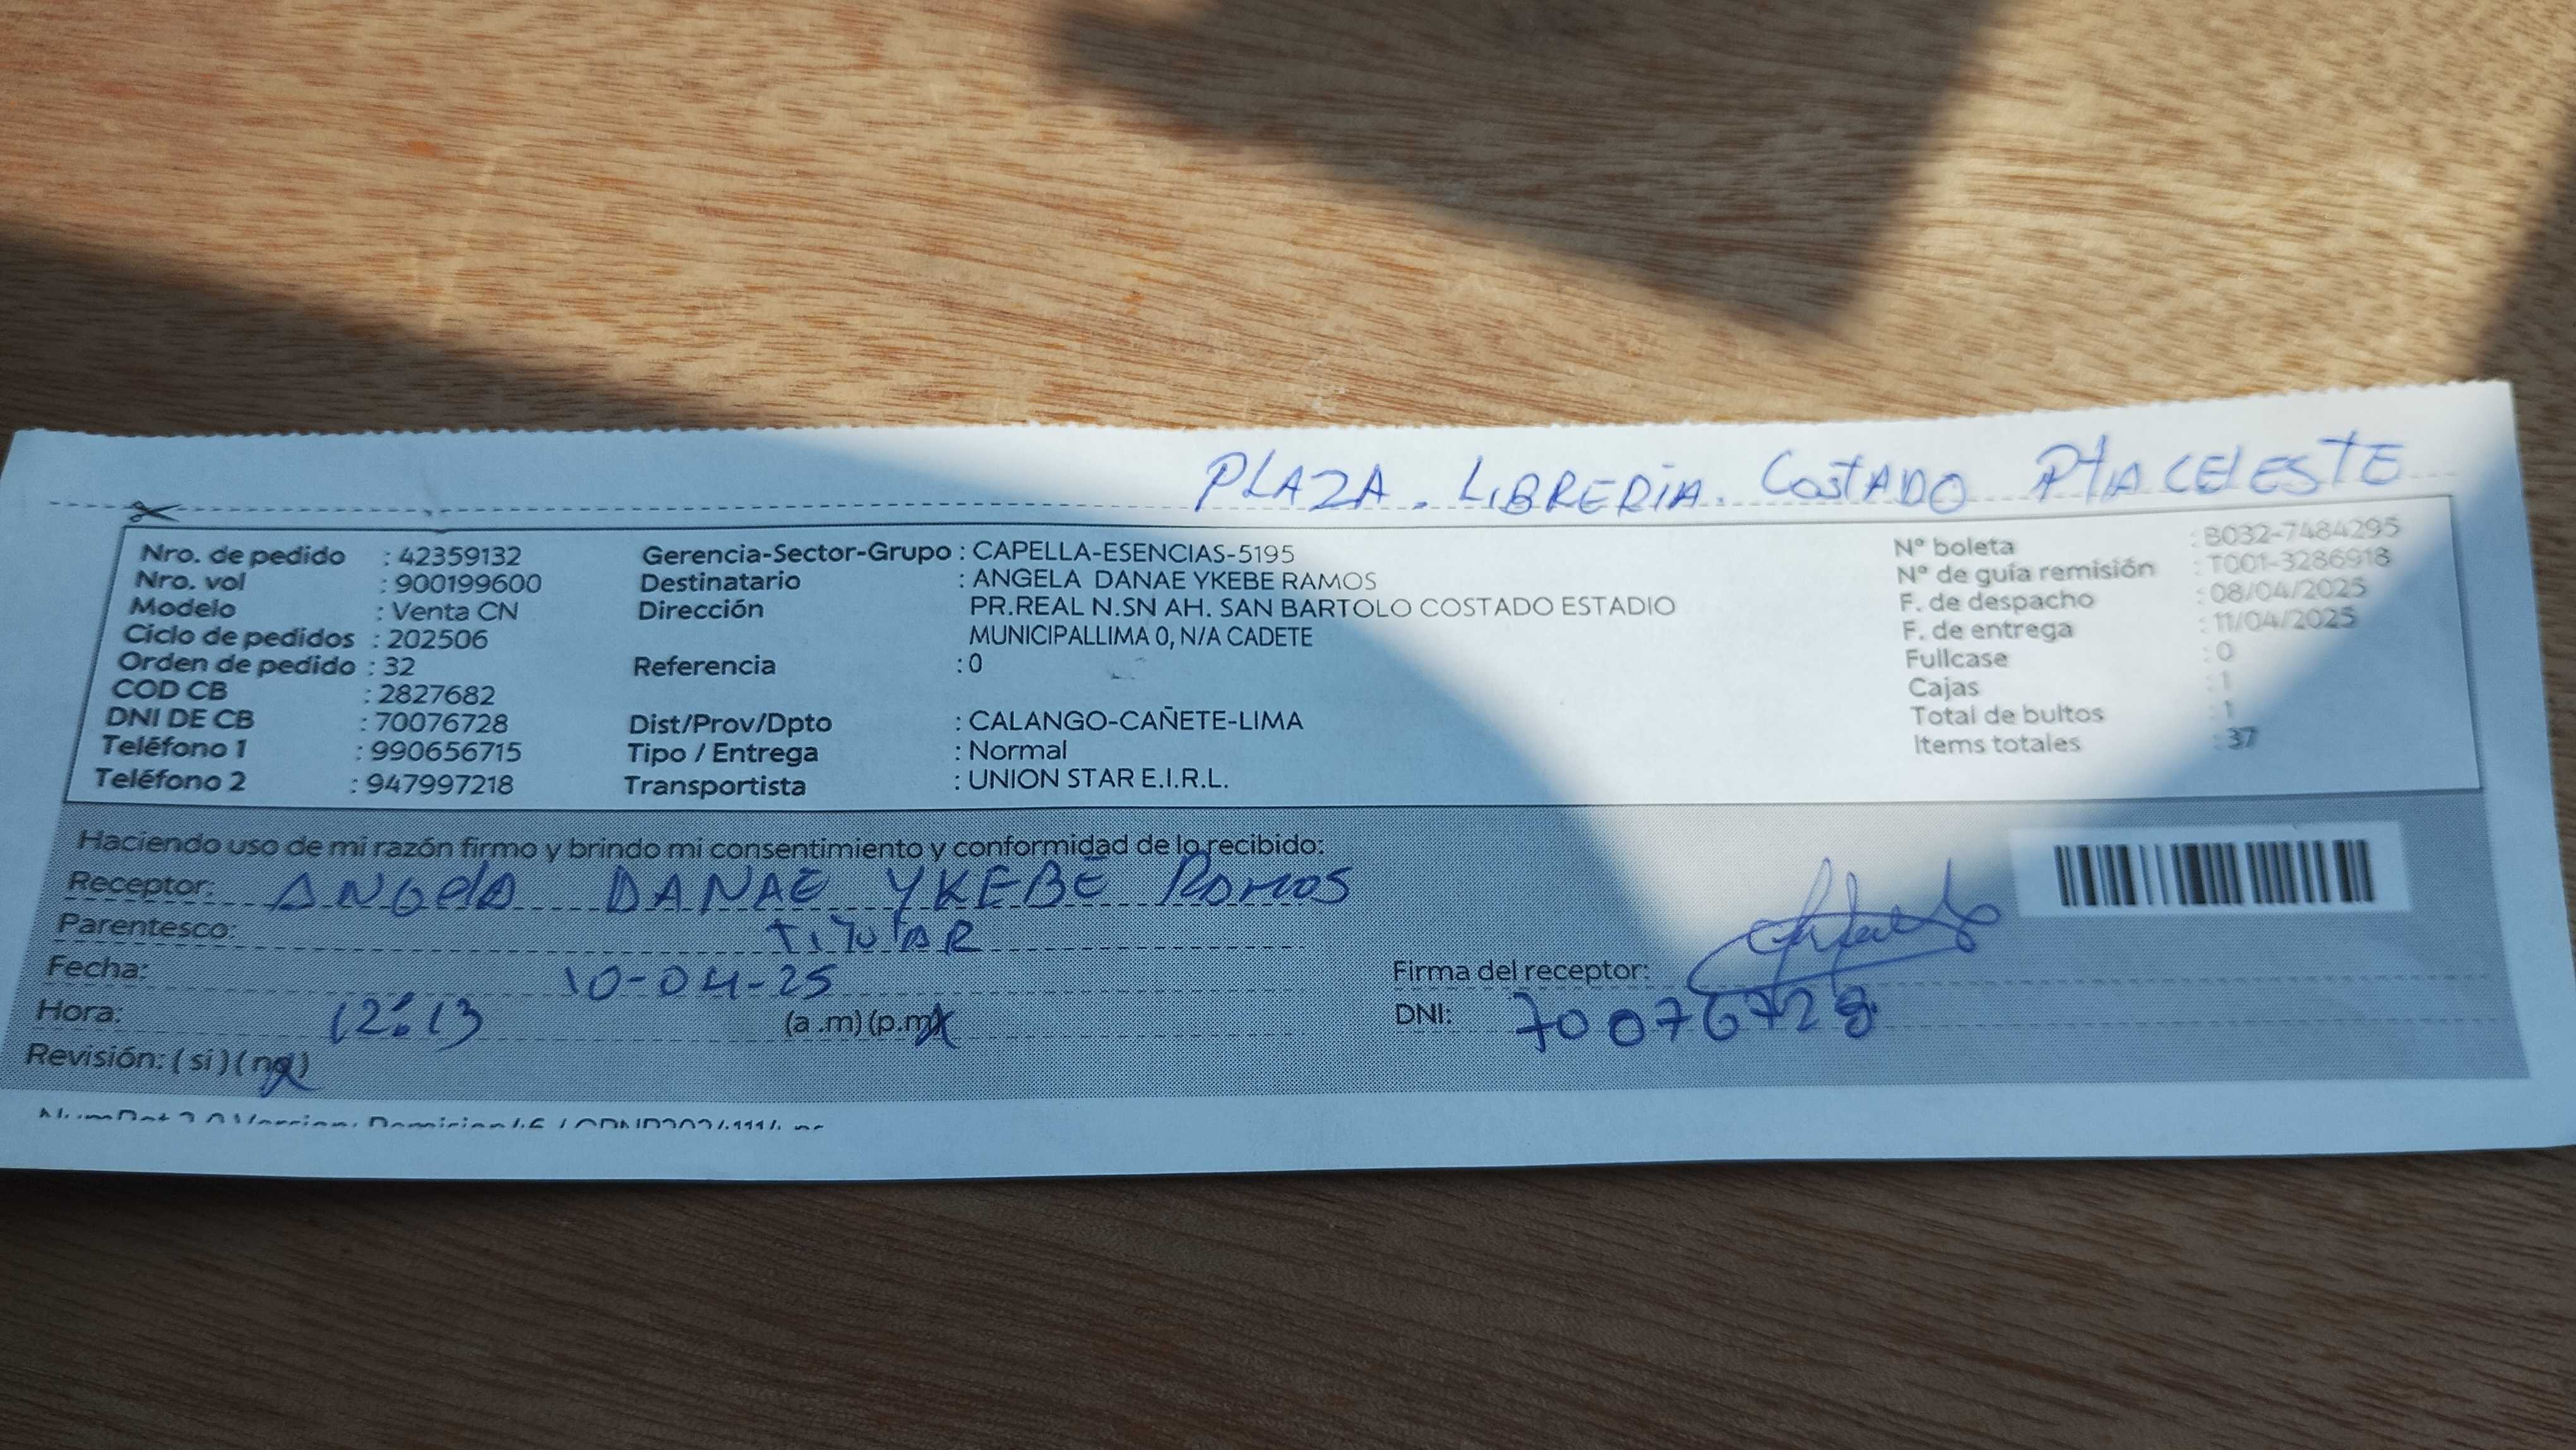 PLAZA. LIBRERIA. COSTADO PTA CELESTE
Nro. de pedido : 42359132
Nro. vol : 900199600
Modelo : Venta CN
Ciclo de pedidos : 202506
Orden de pedido : 32
COD CB : 2827682
DNI DE CB : 70076728
Teléfono 1 : 990656715
Teléfono 2 : 947997218
Gerencia-Sector-Grupo : CAPELLA-ESENCIAS-5195
Destinatario : ANGELA DANAE YKEBE RAMOS
Dirección PR.REAL N.SN AH. SAN BARTOLO COSTADO ESTADIO
MUNICIPALLIMA 0, N/A CADETE
Referencia : 0
Dist/Prov/Dpto : CALANGO-CAÑETE-LIMA
Tipo / Entrega : Normal
Transportista : UNION STAR E.I.R.L.
N° boleta : B032-7484295
N° de guía remisión : T001-3286918
F. de despacho : 08/04/2025
F. de entrega : 11/04/2025
Fullcase : 0
Cajas : 1
Total de bultos : 1
Items totales : 37
Haciendo uso de mi razón firmo y brindo mi consentimiento y conformidad de lo recibido:
Receptor: ANGELA DANAE YKEBE RAMOS
Parentesco: TITULAR
Fecha: 10-04-25
Hora: 12:13 (a.m) (p.m)
Revisión: ( si ) ( no )
Firma del receptor:
DNI: 70076728